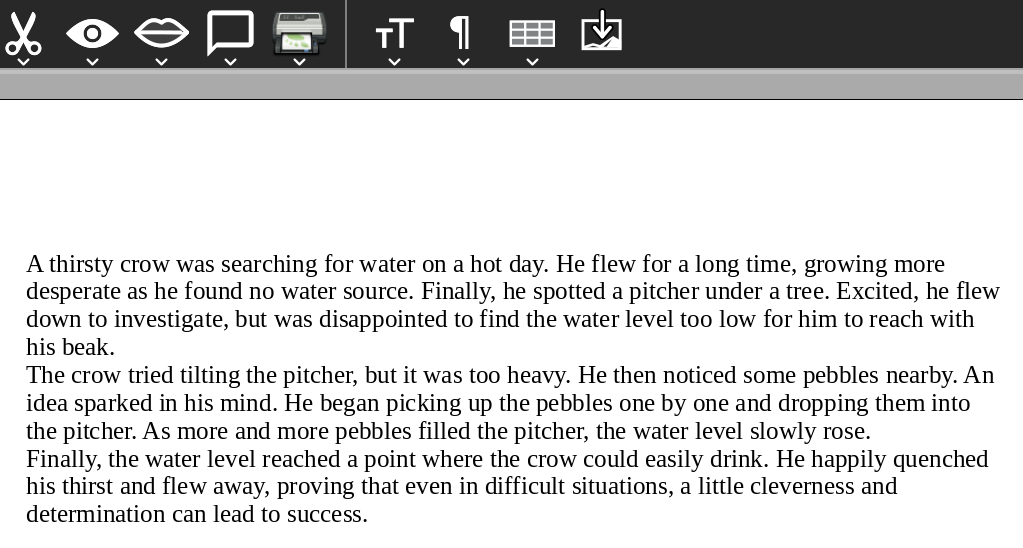 A thirsty crow was searching for water on a hot day. He flew for a long time, growing more
desperate as he found no water source. Finally, he spotted a pitcher under a tree. Excited, he flew
down to investigate, but was disappointed to find the water level too low for him to reach with
his beak.
The crow tried tilting the pitcher, but it was too heavy. He then noticed some pebbles nearby. An
idea sparked in his mind. He began picking up the pebbles one by one and dropping them into
the pitcher. As more and more pebbles filled the pitcher, the water level slowly rose.
Finally, the water level reached a point where the crow could easily drink. He happily quenched
his thirst and flew away, proving that even in difficult situations, a little cleverness and
determination can lead to success.